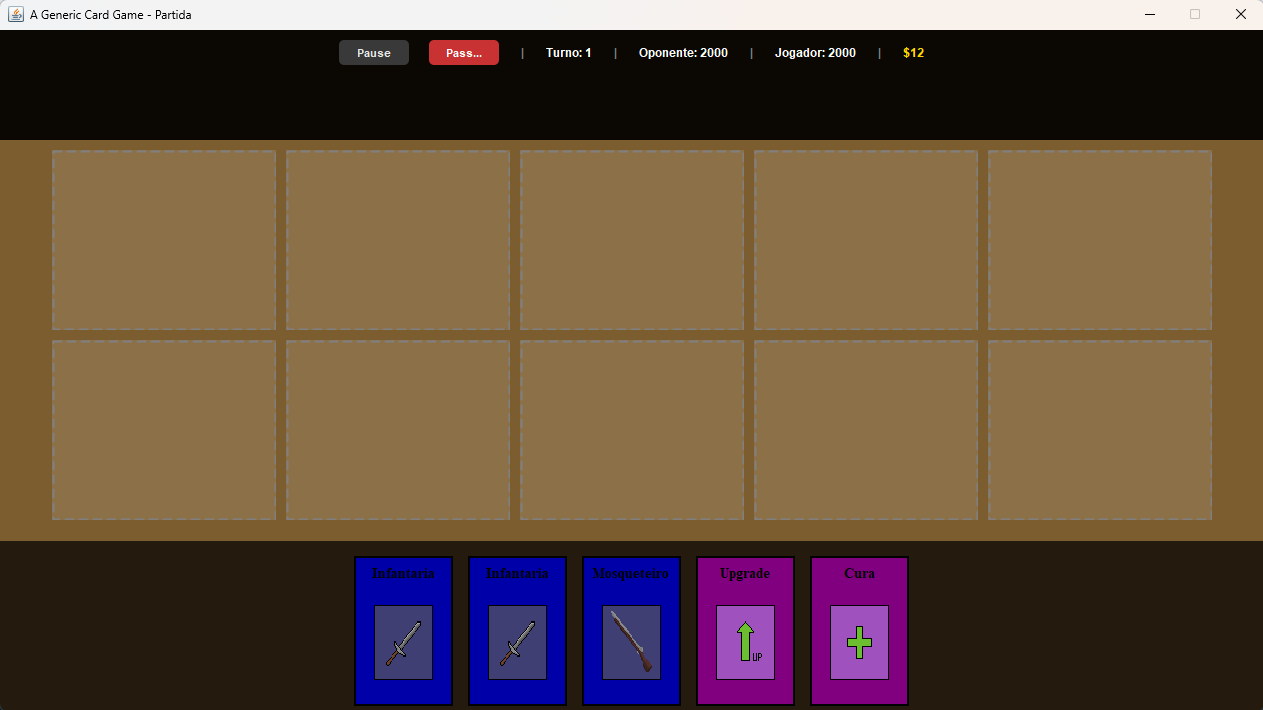 A Generic Card Game - Partida
Pause Pass... | Turno: 1 | Oponente: 2000 | Jogador: 2000 | $12
Infantaria Infantaria Mosqueteiro Upgrade Cura
UP